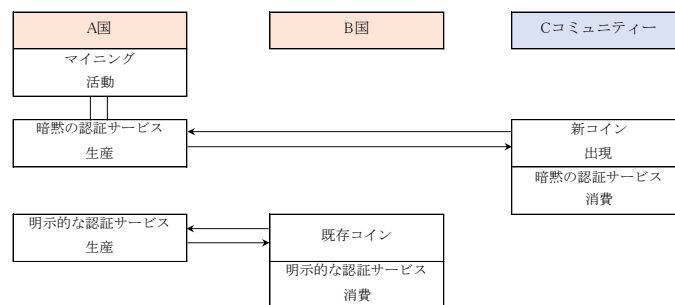 A国
B国
Cコミュニティー
マイニング
活動
暗黙の認証サービス
生産
新コイン
出現
暗黙の認証サービス
消費
明示的な認証サービス
生産
既存コイン
明示的な認証サービス
消費